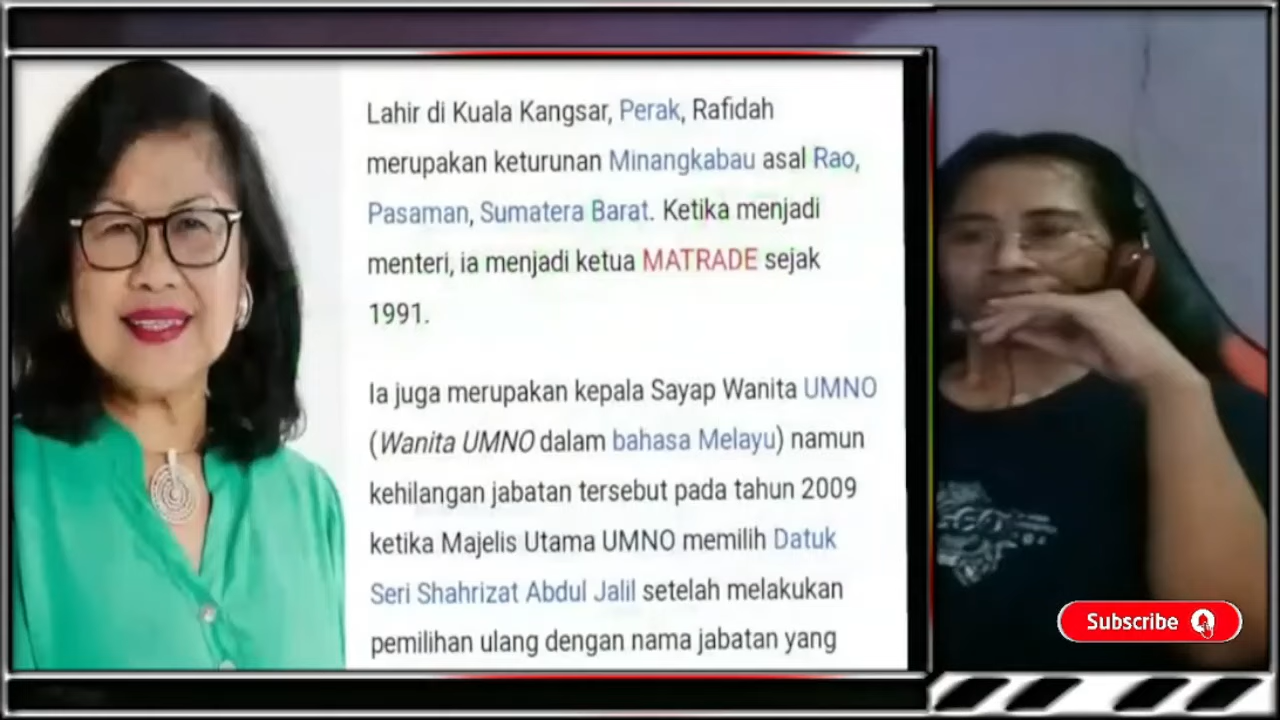 Lahir di Kuala Kangsar, Perak, Rafidah
merupakan keturunan Minangkabau asal Rao,
Pasaman, Sumatera Barat. Ketika menjadi
menteri, ia menjadi ketua MATRADE sejak
1991.
Ia juga merupakan kepala Sayap Wanita UMNO
(Wanita UMNO dalam bahasa Melayu) namun
kehilangan jabatan tersebut pada tahun 2009
ketika Majelis Utama UMNO memilih Datuk
Seri Shahrizat Abdul Jalil setelah melakukan
pemilihan ulang dengan nama jabatan yang
Subscribe